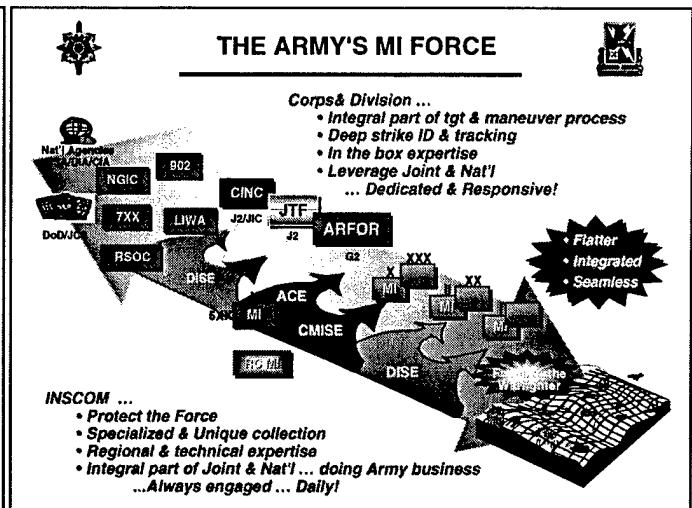 THE ARMY'S MI FORCE
Corps& Division ...
• Integral part of tgt & maneuver process
• Deep strike ID & tracking
• In the box expertise
• Leverage Joint & Nat'l
... Dedicated & Responsive!
Nat'l Agencies
/DIA/CIA
NGIC
902
CINC
J2/JIC
JTF
J2
ARFOR
G2
7XX
LIWA
DoD/JCS
RSOC
DISE
• Flatter
• Integrated
• Seamless
X
XXX
MI
XX
MI
ACE
MI
CMISE
DISE
Warfighter
INSCOM ...
• Protect the Force
• Specialized & Unique collection
• Regional & technical expertise
• Integral part of Joint & Nat'l ... doing Army business
...Always engaged ... Daily!